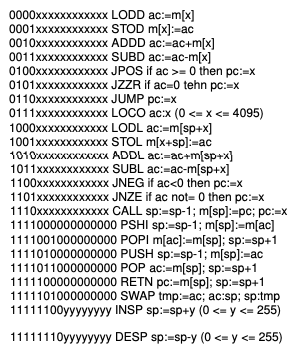 0000xxxxxxxxxxxx LODD ac:=m[x]
0001xxxxxxxxxxxx STOD m[x]:=ac
0010xxxxxxxxxxxx ADDD ac:=ac+m[x]
0011xxxxxxxxxxxx SUBD ac:=ac-m[x]
0100xxxxxxxxxxxx JPOS if ac >= 0 then pc:=x
0101xxxxxxxxxxxx JZZR if ac=0 tehn pc:=x
0110xxxxxxxxxxxx JUMP pc:=x
0111xxxxxxxxxxxx LOCO ac:x (0 <= x <= 4095)
1000xxxxxxxxxxxx LODL ac:=m[sp+x]
1001xxxxxxxxxxxx STOL m[x+sp]:=ac
1010xxxxxxxxxxxx ADDL ac:=ac+m[sp+x]
1011xxxxxxxxxxxx SUBL ac:=ac-m[sp+x]
1100xxxxxxxxxxxx JNEG if ac<0 then pc:=x
1101xxxxxxxxxxxx JNZE if ac not= 0 then pc:=x
1110xxxxxxxxxxxx CALL sp:=sp-1; m[sp]:=pc; pc:=x
1111000000000000 PSHI sp:=sp-1; m[sp]:=m[ac]
1111001000000000 POPI m[ac]:=m[sp]; sp:=sp+1
1111010000000000 PUSH sp:=sp-1; m[sp]:=ac
1111011000000000 POP ac:=m[sp]; sp:=sp+1
1111100000000000 RETN pc:=m[sp]; sp:=sp+1
1111101000000000 SWAP tmp:=ac; ac:sp; sp:tmp
11111100yyyyyyyy INSP sp:=sp+y (0 <= y <= 255)
11111110yyyyyyyy DESP sp:=sp-y (0 <= y <= 255)